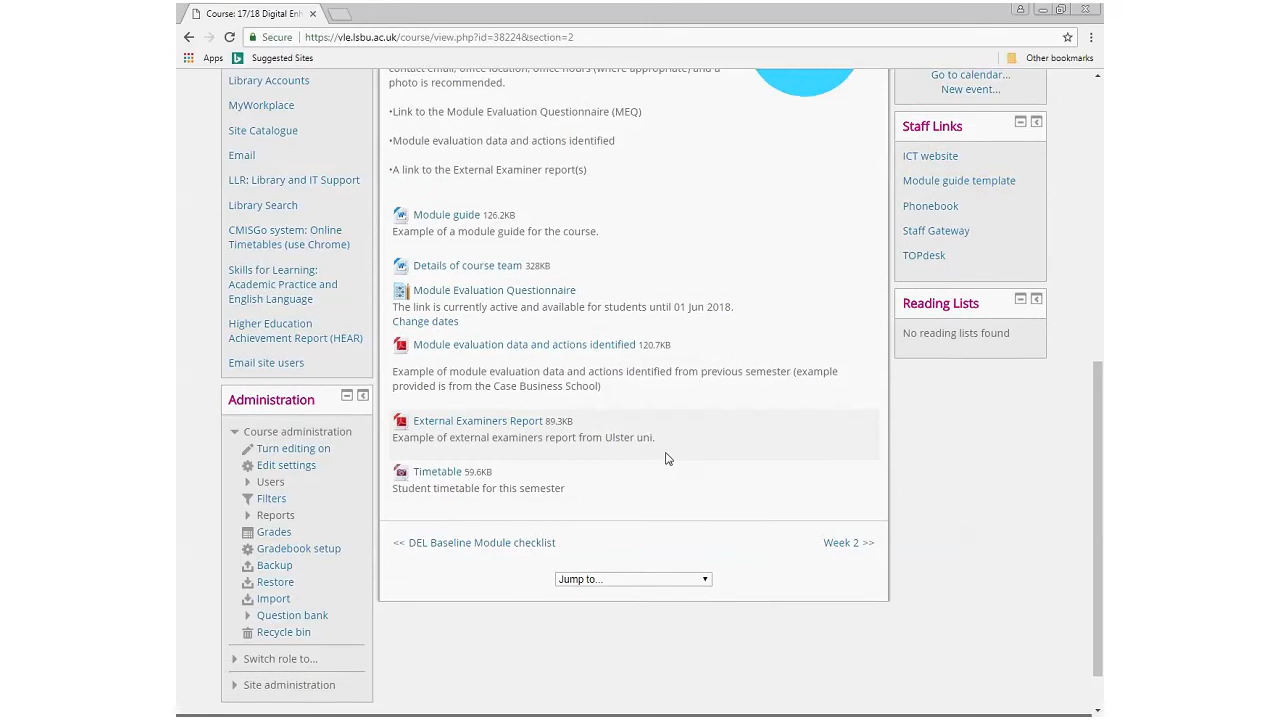 Course: 17/18 Digital Enh
Secure https://vle.lsbu.ac.uk/course/view.php?id=38224&section=2
Apps Suggested Sites Other bookmarks
Library Accounts
MyWorkplace
Site Catalogue
Email
LLR: Library and IT Support
Library Search
CMISGo system: Online
Timetables (use Chrome)
Skills for Learning:
Academic Practice and
English Language
Higher Education
Achievement Report (HEAR)
Email site users
Administration
Course administration
Turn editing on
Edit settings
Users
Filters
Reports
Grades
Gradebook setup
Backup
Restore
Import
Question bank
Recycle bin
Switch role to...
Site administration
contact email, office location, office hours (where appropriate) and a
photo is recommended.
•Link to the Module Evaluation Questionnaire (MEQ)
•Module evaluation data and actions identified
•A link to the External Examiner report(s)
Module guide 126.2KB
Example of a module guide for the course.
Details of course team 328KB
Module Evaluation Questionnaire
The link is currently active and available for students until 01 Jun 2018.
Change dates
Module evaluation data and actions identified 120.7KB
Example of module evaluation data and actions identified from previous semester (example
provided is from the Case Business School)
External Examiners Report 89.3KB
Example of external examiners report from Ulster uni.
Timetable 59.6KB
Student timetable for this semester
<< DEL Baseline Module checklist
Week 2 >>
Jump to...
Go to calendar...
New event...
Staff Links
ICT website
Module guide template
Phonebook
Staff Gateway
TOPdesk
Reading Lists
No reading lists found